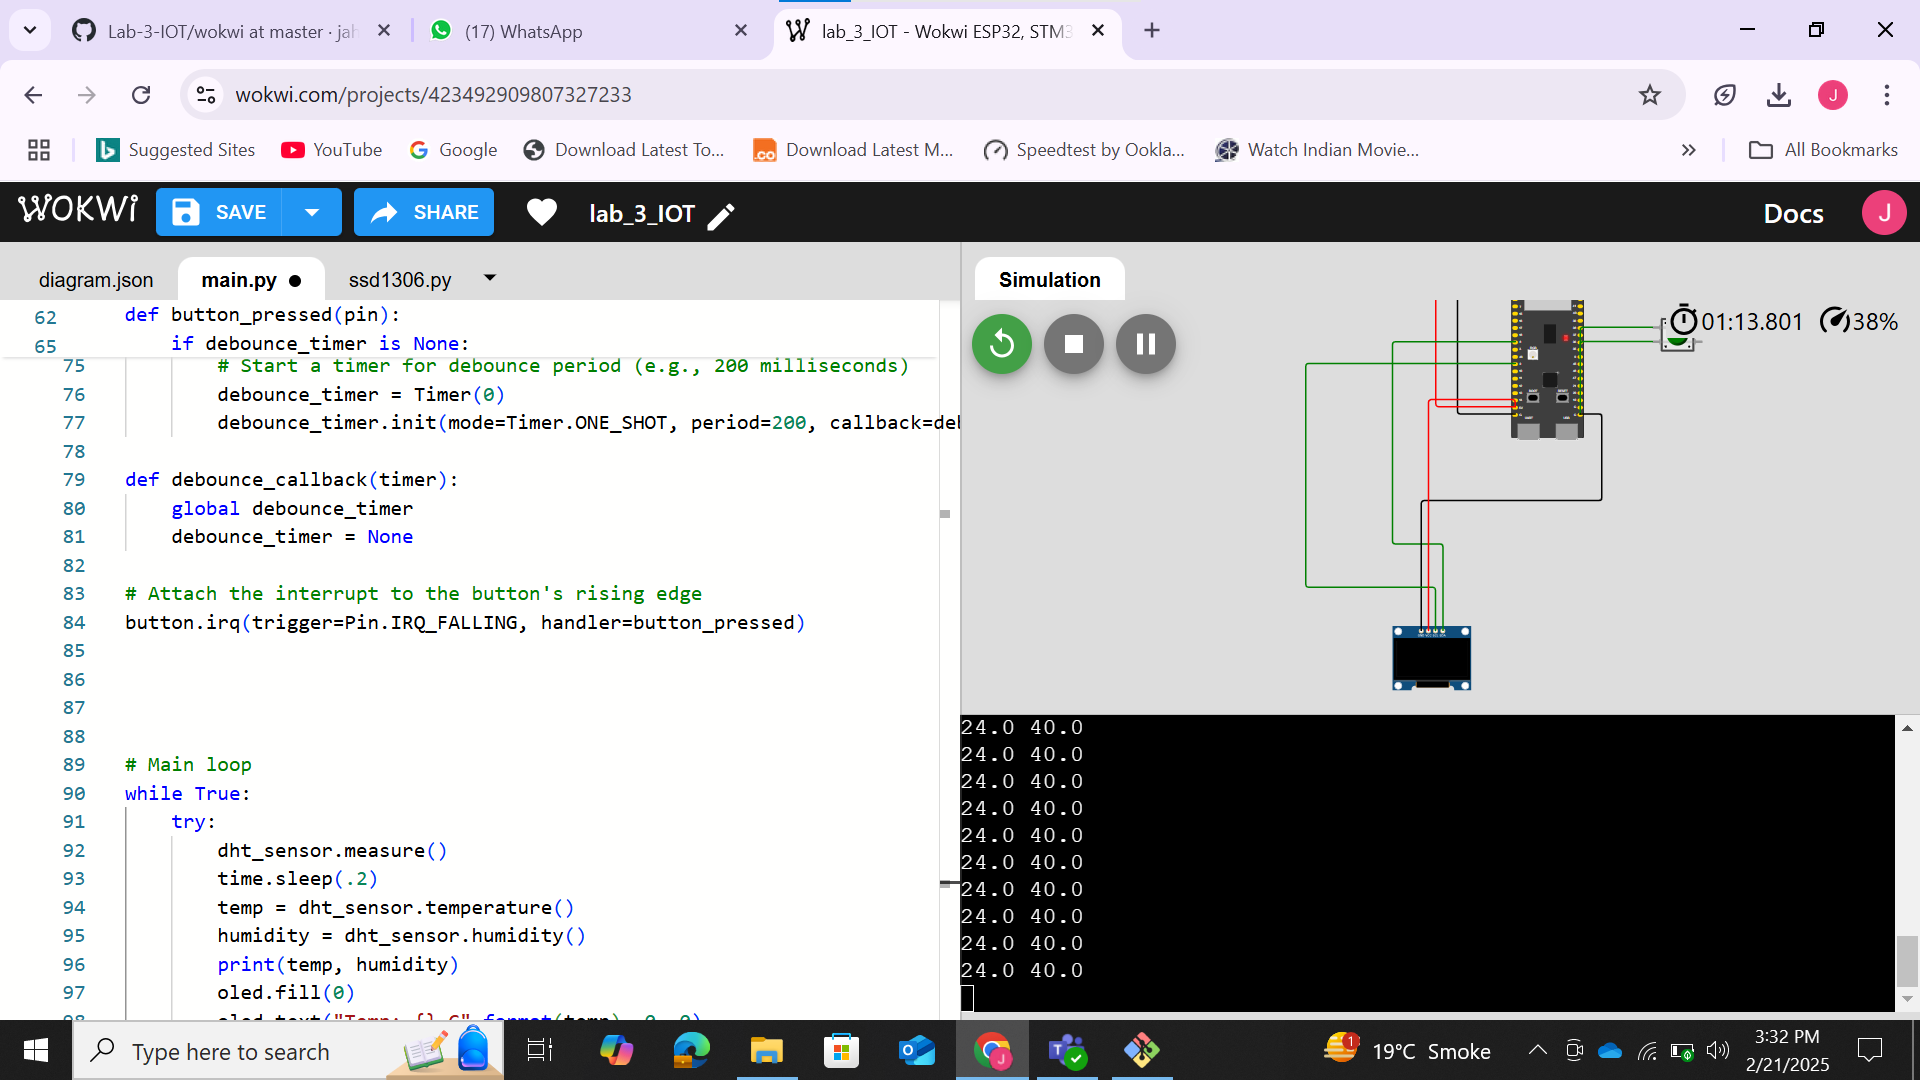 Lab-3-IOT/wokwi at master · jah
(17) WhatsApp
lab_3_IOT - Wokwi ESP32, STM3
wokwi.com/projects/423492909807327233
J
Suggested Sites
YouTube
Google
Download Latest To...
Download Latest M...
Speedtest by Ookla...
Watch Indian Movie...
»
All Bookmarks
WOKWi
SAVE
SHARE
lab_3_IOT
Docs
J
diagram.json
main.py
ssd1306.py
62 def button_pressed(pin):
65 if debounce_timer is None:
75 # Start a timer for debounce period (e.g., 200 milliseconds)
76 debounce_timer = Timer(0)
77 debounce_timer.init(mode=Timer.ONE_SHOT, period=200, callback=deb
78
79 def debounce_callback(timer):
80 global debounce_timer
81 debounce_timer = None
82
83 # Attach the interrupt to the button's rising edge
84 button.irq(trigger=Pin.IRQ_FALLING, handler=button_pressed)
85
86
87
88
89 # Main loop
90 while True:
91 try:
92 dht_sensor.measure()
93 time.sleep(.2)
94 temp = dht_sensor.temperature()
95 humidity = dht_sensor.humidity()
96 print(temp, humidity)
97 oled.fill(0)
98 oled.text("Temp: {} C".format(temp), 0, 0)
Simulation
01:13.801
38%
24.0 40.0
24.0 40.0
24.0 40.0
24.0 40.0
24.0 40.0
24.0 40.0
24.0 40.0
24.0 40.0
24.0 40.0
24.0 40.0
Type here to search
1
19°C Smoke
3:32 PM
2/21/2025